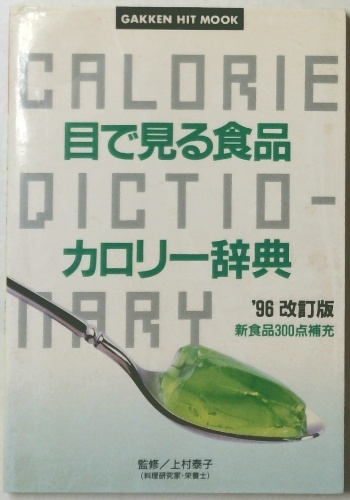 GAKKEN HIT MOOK
CALORIE
目で見る食品
DICTIO-
カロリー辞典
'96 改訂版
NARY
新食品300点補充
監修/上村泰子
(料理研究家・栄養士)